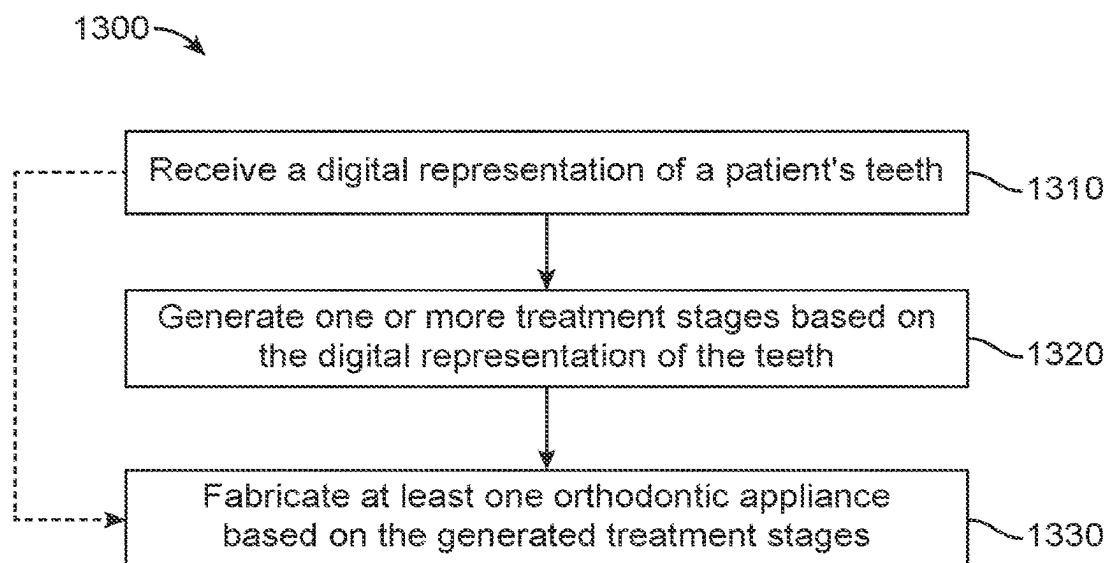 1300
Receive a digital representation of a patient's teeth
1310
Generate one or more treatment stages based on
the digital representation of the teeth
1320
Fabricate at least one orthodontic appliance
based on the generated treatment stages
1330